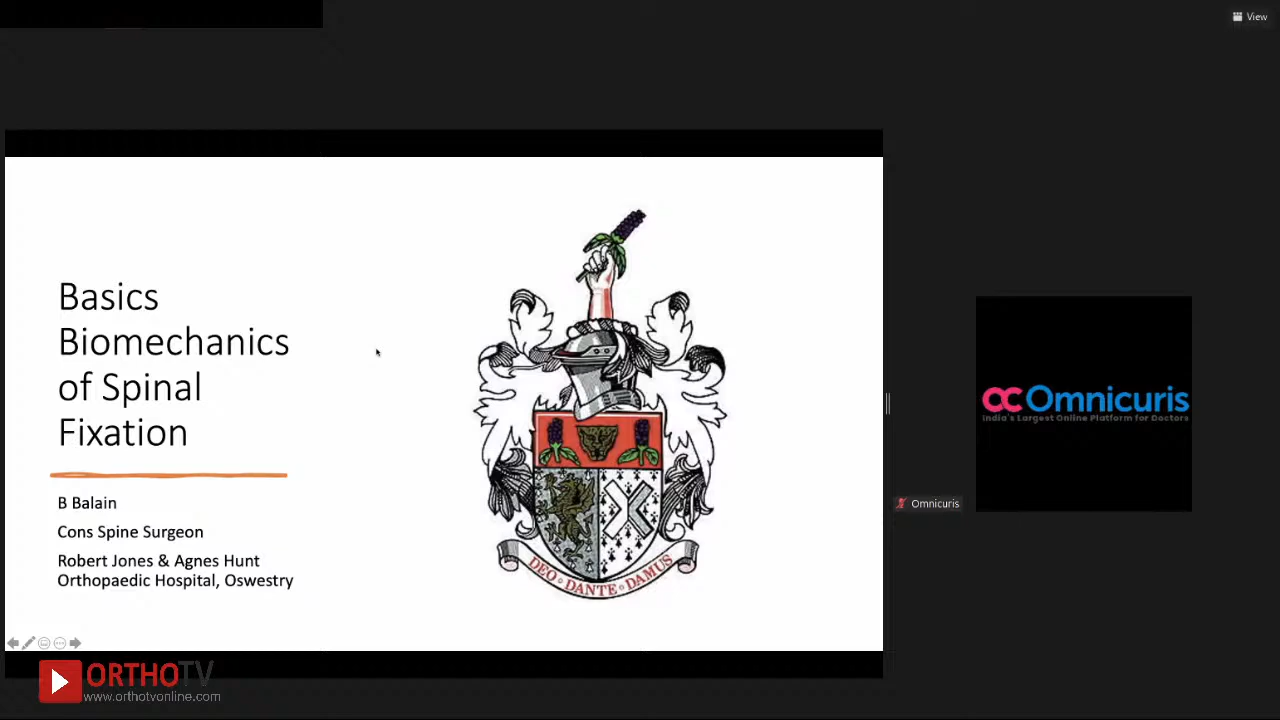 View
Basics
Biomechanics
of Spinal
Fixation
B Balain
Cons Spine Surgeon
Robert Jones & Agnes Hunt
Orthopaedic Hospital, Oswestry
DEO DANTE DAMUS
Omnicuris
India's Largest Online Platform for Doctors
Omnicuris
ORTHOTV
www.orthotvonline.com